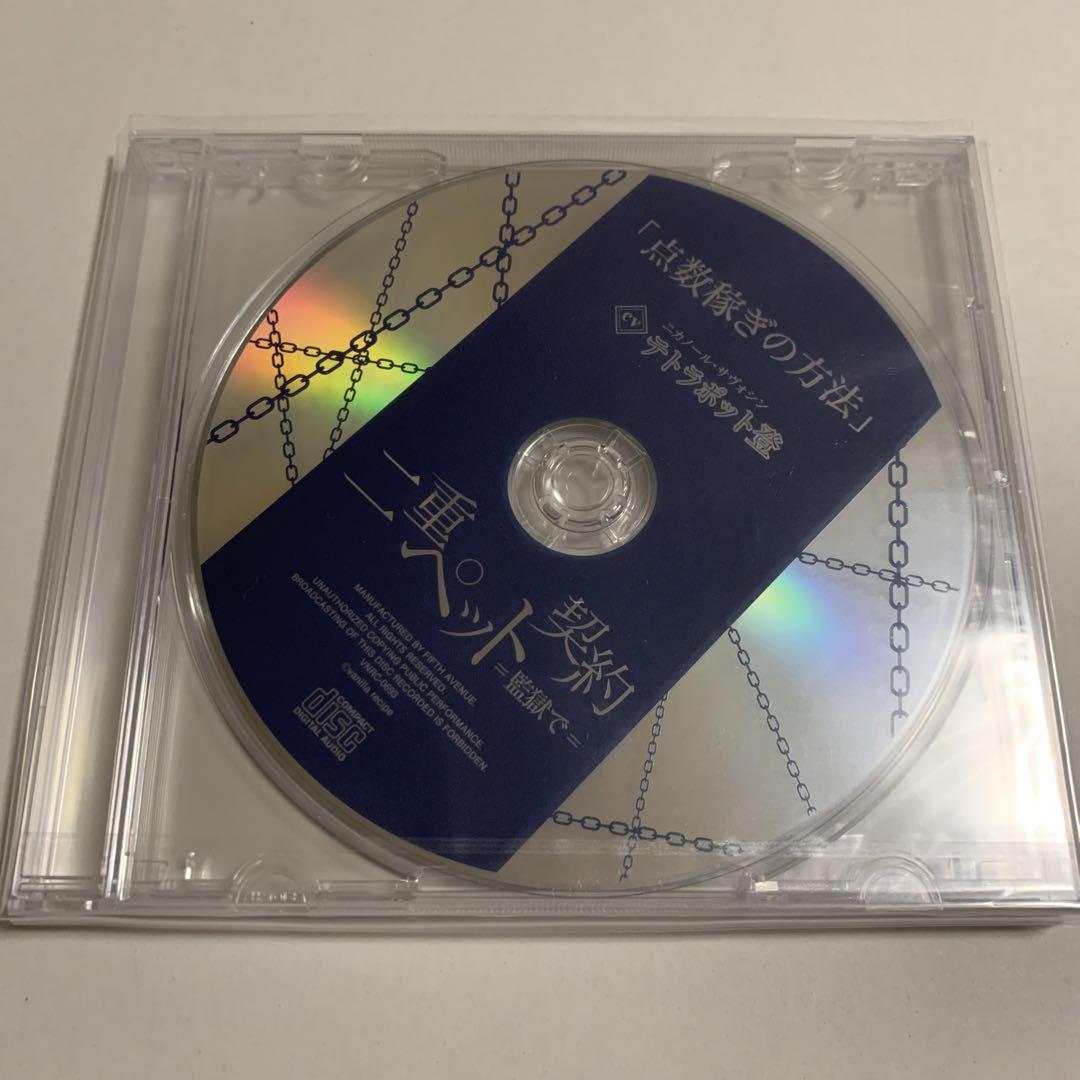 「点数稼ぎの方法」
CV
ニカノール・サヴォシン
テトラポット登
二重ペット契約
=監獄で=
MANUFACTURED BY FIFTH AVENUE.
ALL RIGHTS RESERVED.
UNAUTHORIZED COPYING PUBLIC PERFORMANCE.
BROADCASTING OF THIS DISC RECORDED IS FORBIDDEN.
VNRC-0693
©vanilla recipe
COMPACT
disc
DIGITAL AUDIO